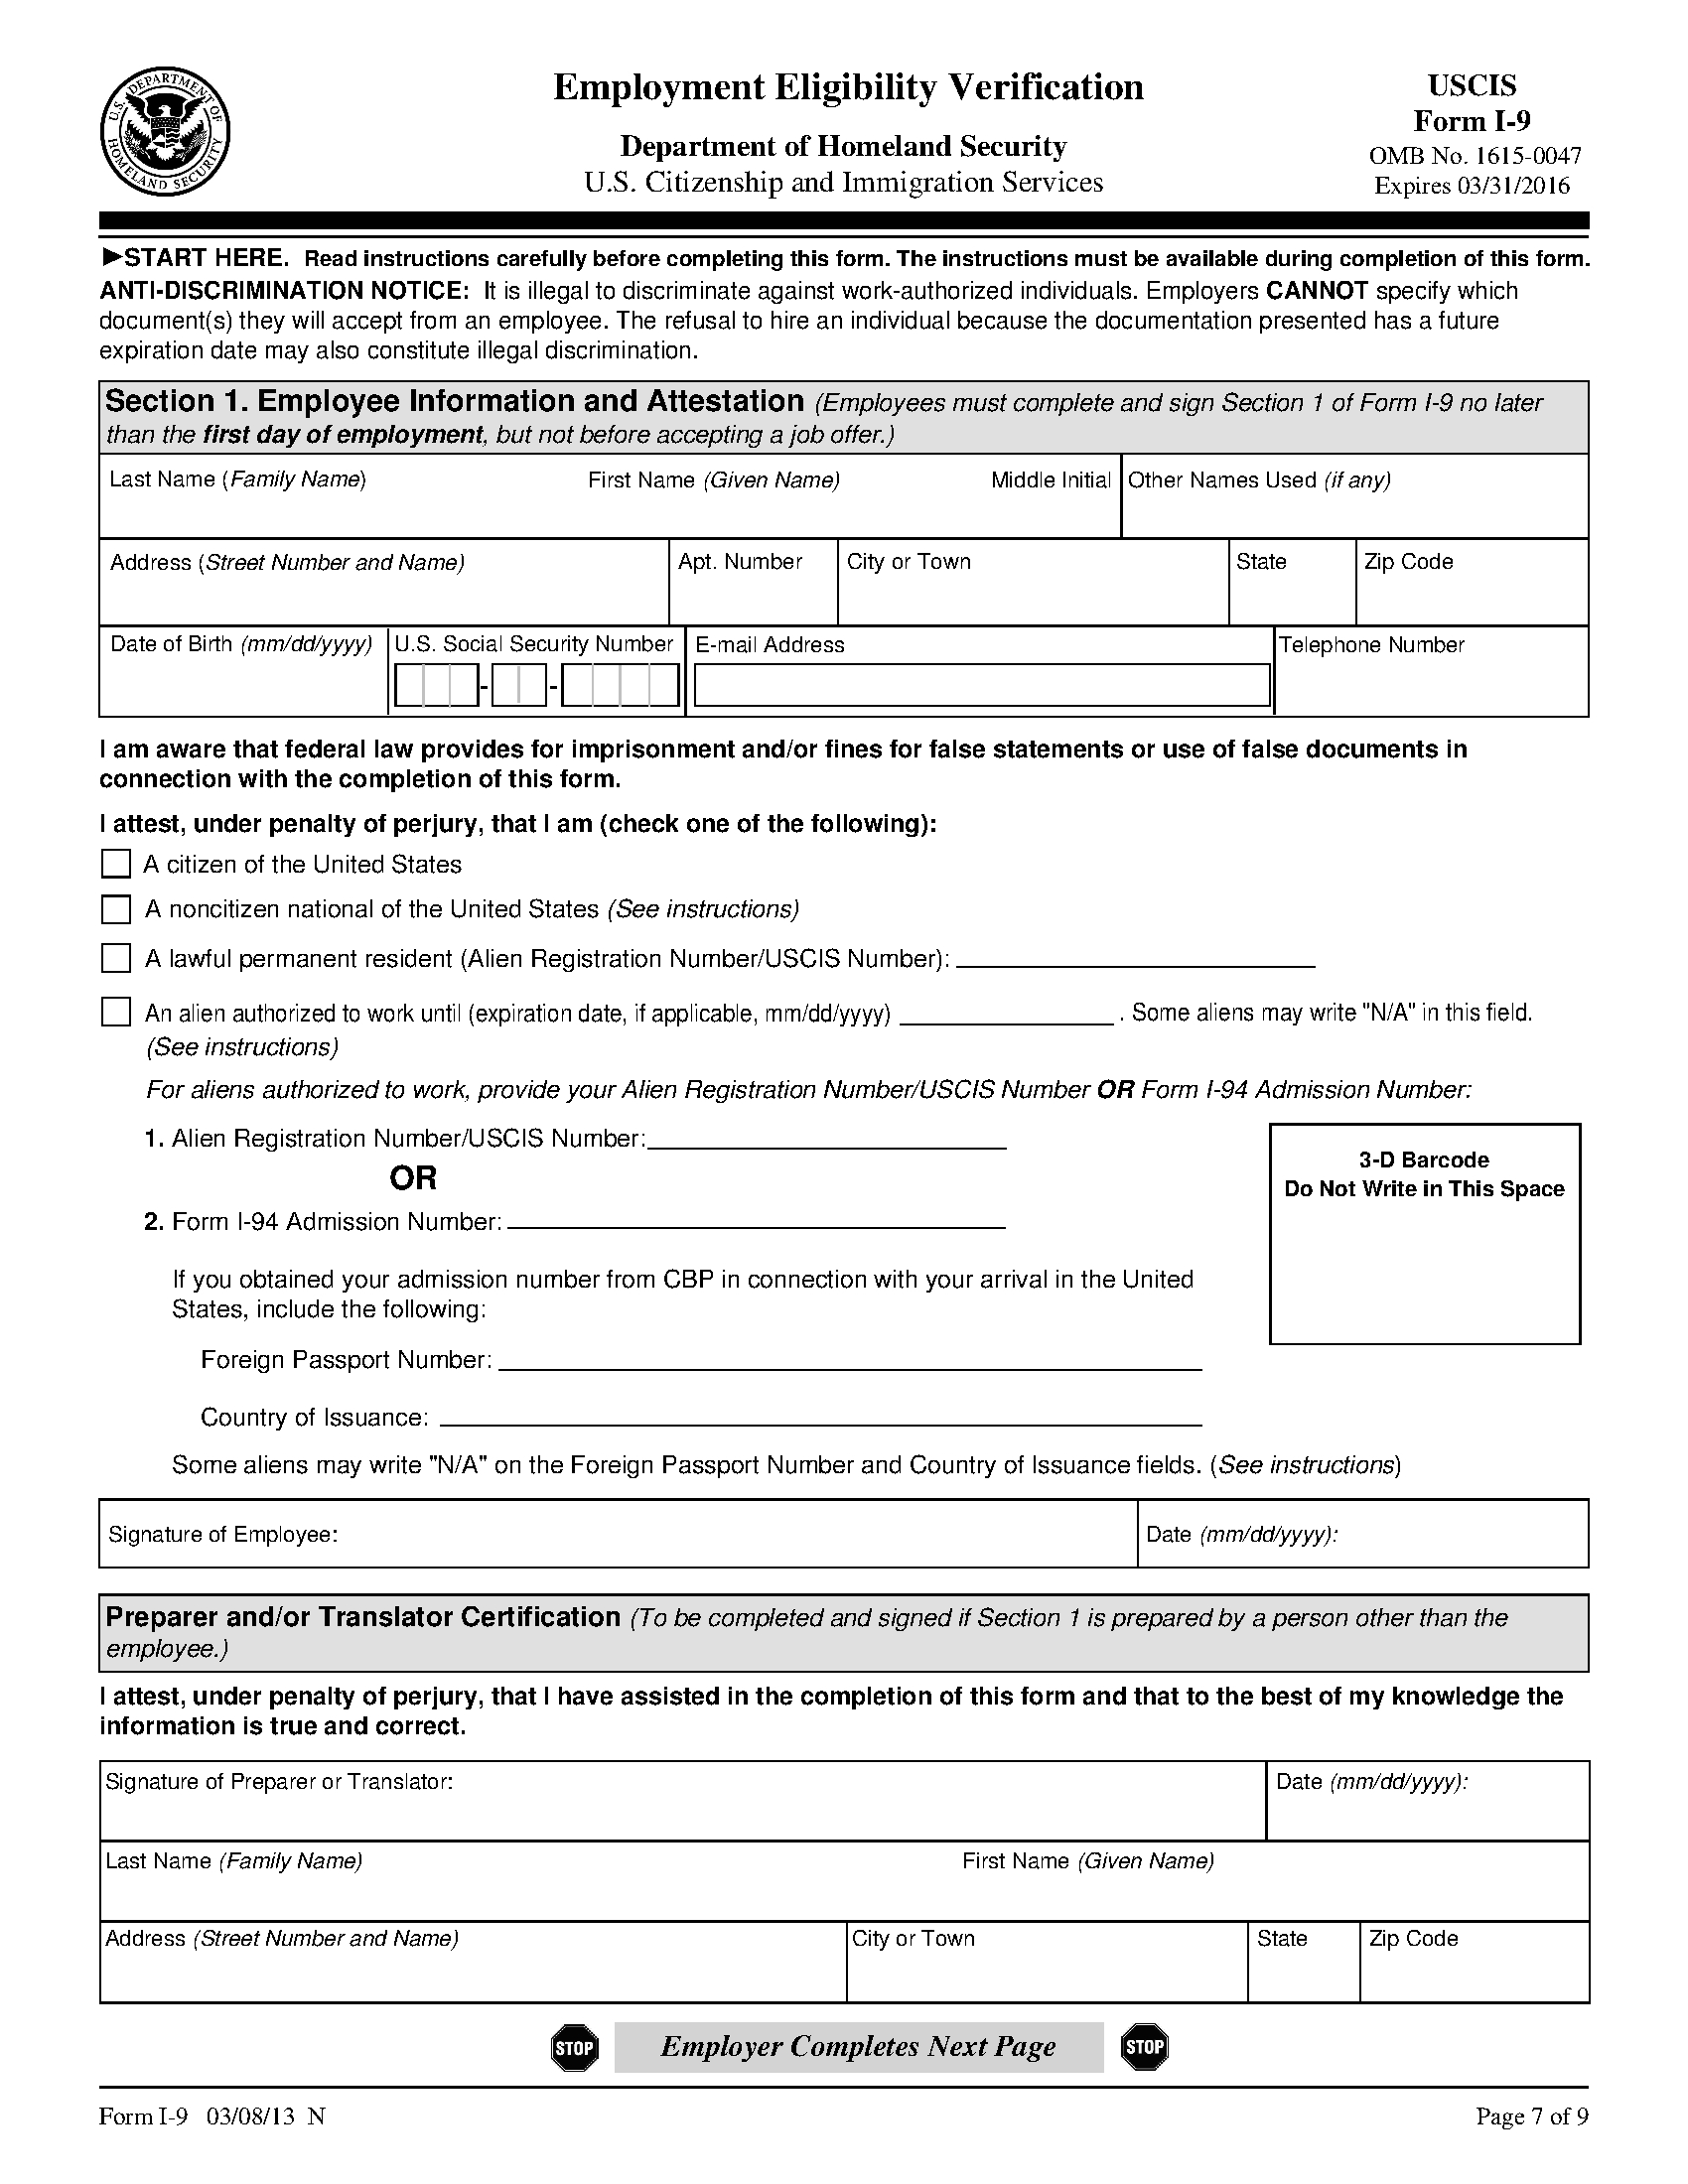 U.S. DEPARTMENT OF HOMELAND SECURITY
Employment Eligibility Verification
Department of Homeland Security
U.S. Citizenship and Immigration Services
USCIS
Form I-9
OMB No. 1615-0047
Expires 03/31/2016
►START HERE. Read instructions carefully before completing this form. The instructions must be available during completion of this form.
ANTI-DISCRIMINATION NOTICE: It is illegal to discriminate against work-authorized individuals. Employers CANNOT specify which
document(s) they will accept from an employee. The refusal to hire an individual because the documentation presented has a future
expiration date may also constitute illegal discrimination.
Section 1. Employee Information and Attestation (Employees must complete and sign Section 1 of Form I-9 no later
than the first day of employment, but not before accepting a job offer.)
Last Name (Family Name) First Name (Given Name) Middle Initial Other Names Used (if any)
Address (Street Number and Name) Apt. Number City or Town State Zip Code
Date of Birth (mm/dd/yyyy) U.S. Social Security Number E-mail Address Telephone Number
- -
I am aware that federal law provides for imprisonment and/or fines for false statements or use of false documents in
connection with the completion of this form.
I attest, under penalty of perjury, that I am (check one of the following):
A citizen of the United States
A noncitizen national of the United States (See instructions)
A lawful permanent resident (Alien Registration Number/USCIS Number):
An alien authorized to work until (expiration date, if applicable, mm/dd/yyyy) . Some aliens may write "N/A" in this field.
(See instructions)
For aliens authorized to work, provide your Alien Registration Number/USCIS Number OR Form I-94 Admission Number:
1. Alien Registration Number/USCIS Number:
OR
2. Form I-94 Admission Number:
3-D Barcode
Do Not Write in This Space
If you obtained your admission number from CBP in connection with your arrival in the United
States, include the following:
Foreign Passport Number:
Country of Issuance:
Some aliens may write "N/A" on the Foreign Passport Number and Country of Issuance fields. (See instructions)
Signature of Employee: Date (mm/dd/yyyy):
Preparer and/or Translator Certification (To be completed and signed if Section 1 is prepared by a person other than the
employee.)
I attest, under penalty of perjury, that I have assisted in the completion of this form and that to the best of my knowledge the
information is true and correct.
Signature of Preparer or Translator: Date (mm/dd/yyyy):
Last Name (Family Name) First Name (Given Name)
Address (Street Number and Name) City or Town State Zip Code
STOP Employer Completes Next Page STOP
Form I-9 03/08/13 N Page 7 of 9